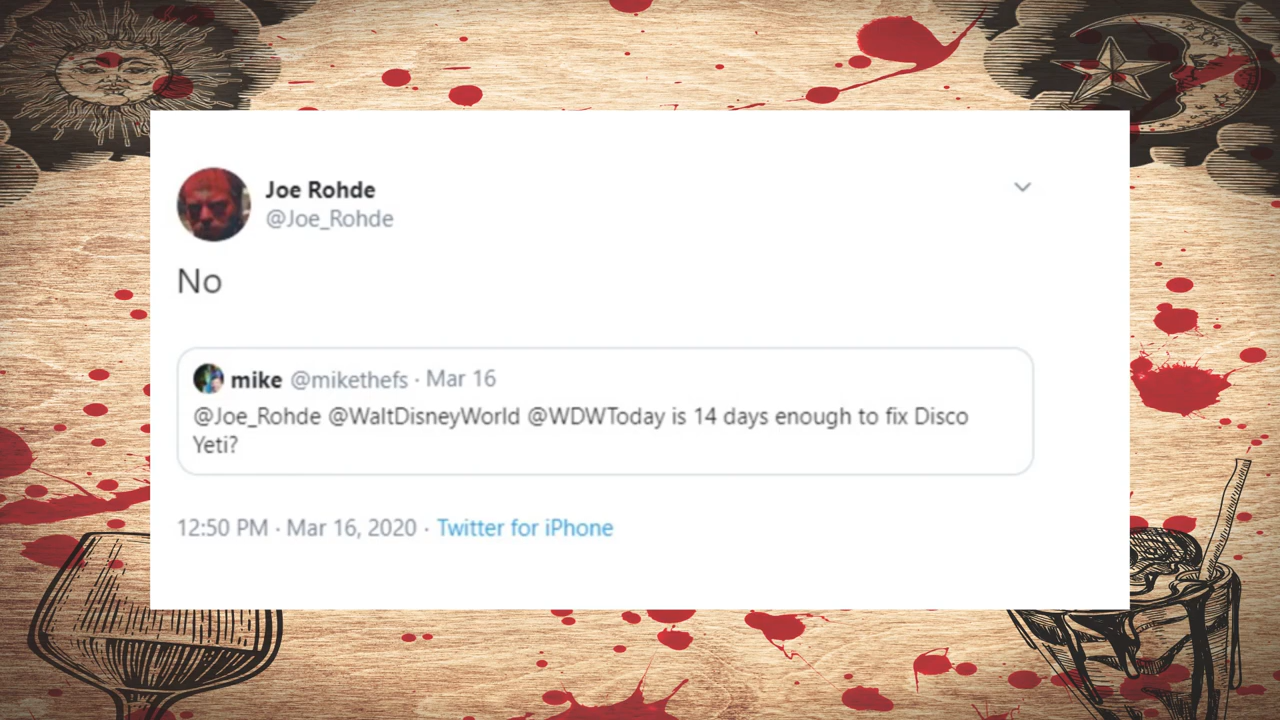 Joe Rohde
@Joe_Rohde
No
mike @mikethefs · Mar 16
@Joe_Rohde @WaltDisneyWorld @WDWToday is 14 days enough to fix Disco
Yeti?
12:50 PM · Mar 16, 2020 · Twitter for iPhone